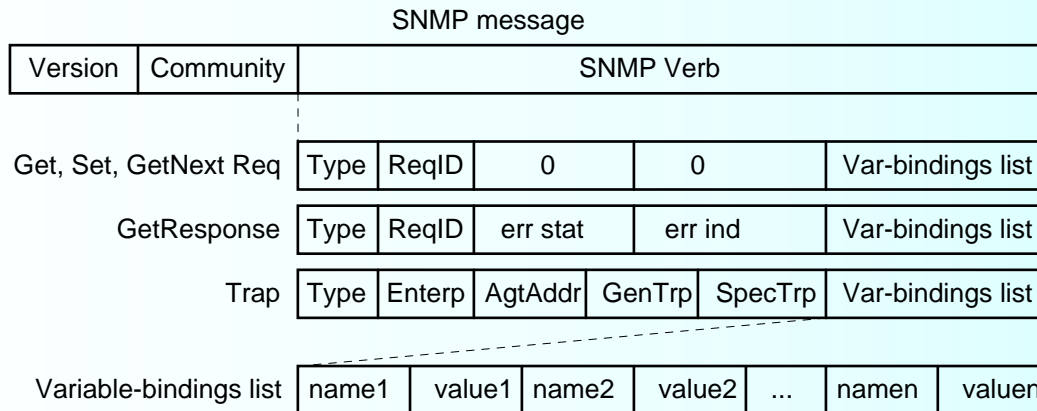 SNMP message
Version Community SNMP Verb
Get, Set, GetNext Req Type ReqID 0 0 Var-bindings list
GetResponse Type ReqID err stat err ind Var-bindings list
Trap Type Enterp AgtAddr GenTrp SpecTrp Var-bindings list
Variable-bindings list name1 value1 name2 value2 ... namen valuen